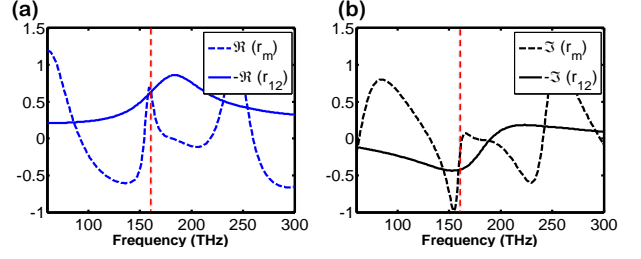 (a)
(b)
1.5
1
0.5
0
-0.5
-1
100 150 200 250 300
Frequency (THz)
ℜ (r_m)
-ℜ (r_12)
1.5
1
0.5
0
-0.5
-1
100 150 200 250 300
Frequency (THz)
ℑ (r_m)
-ℑ (r_12)